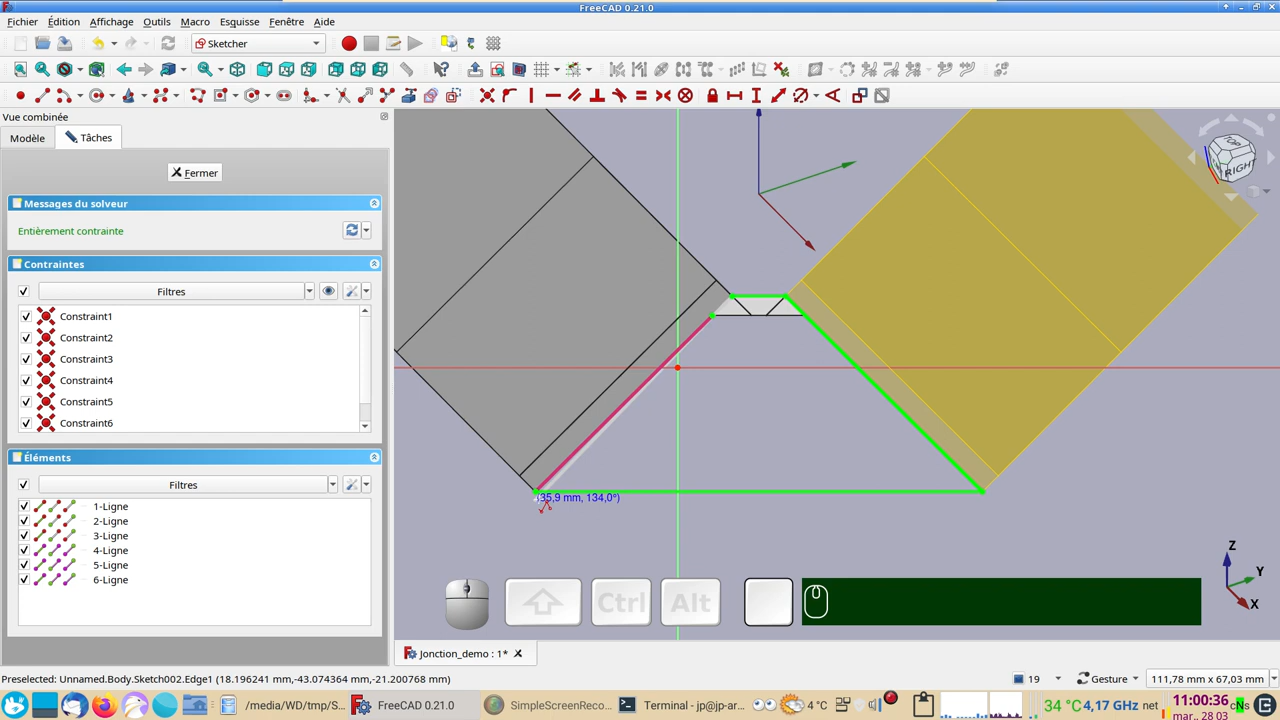 FreeCAD 0.21.0
Fichier Édition Affichage Outils Macro Esquisse Fenêtre Aide
Sketcher
Vue combinée
Modèle Tâches
Fermer
Messages du solveur
Entièrement contrainte
Contraintes
Filtres
Constraint1
Constraint2
Constraint3
Constraint4
Constraint5
Constraint6
Éléments
Filtres
1-Ligne
2-Ligne
3-Ligne
4-Ligne
5-Ligne
6-Ligne
TOP
RIGHT
(35,9 mm, 134,0°)
Z
Y
X
Ctrl Alt
Jonction_demo : 1*
Preselected: Unnamed.Body.Sketch002.Edge1 (18.196241 mm,-43.074364 mm,-21.200768 mm)
19 Gesture 111,78 mm x 67,03 mm
/media/WD/tmp/S... FreeCAD 0.21.0 SimpleScreenReco... Terminal - jp@jp-ar... 4 °C 34 °C 4,17 GHz net cNs
11:00:36
mar., 28 03